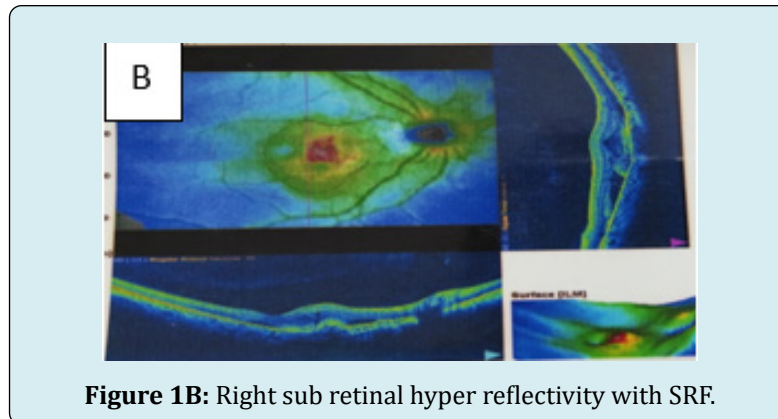 B
Surface [ILM]
Figure 1B: Right sub retinal hyper reflectivity with SRF.